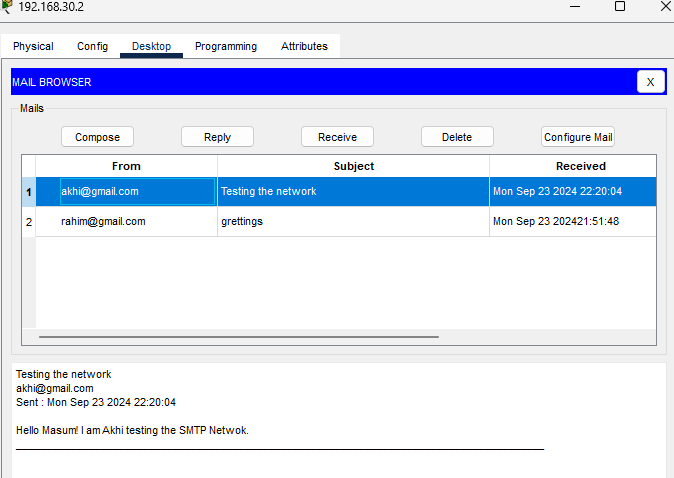 192.168.30.2
Physical Config Desktop Programming Attributes
MAIL BROWSER X
Mails
Compose Reply Receive Delete Configure Mail
From Subject Received
1 akhi@gmail.com Testing the network Mon Sep 23 2024 22:20:04
2 rahim@gmail.com grettings Mon Sep 23 202421:51:48
Testing the network
akhi@gmail.com
Sent : Mon Sep 23 2024 22:20:04
Hello Masum! I am Akhi testing the SMTP Netwok.